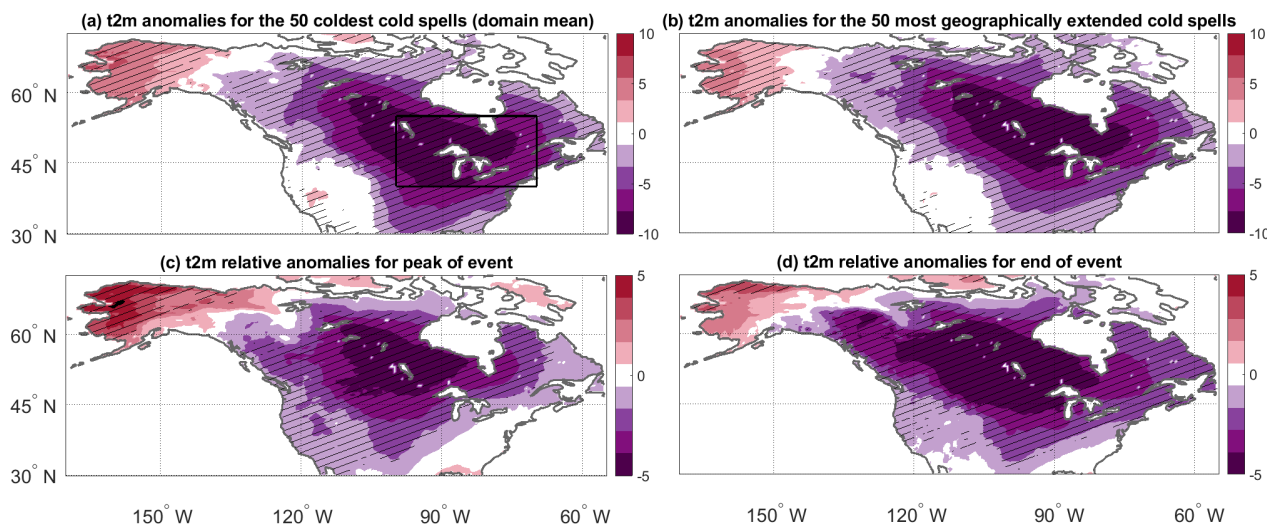 (a) t2m anomalies for the 50 coldest cold spells (domain mean)
(b) t2m anomalies for the 50 most geographically extended cold spells
60° N
45° N
30° N
10
5
0
-5
-10
10
5
0
-5
-10
(c) t2m relative anomalies for peak of event
(d) t2m relative anomalies for end of event
60° N
45° N
30° N
5
0
-5
5
0
-5
150° W
120° W
90° W
60° W
150° W
120° W
90° W
60° W